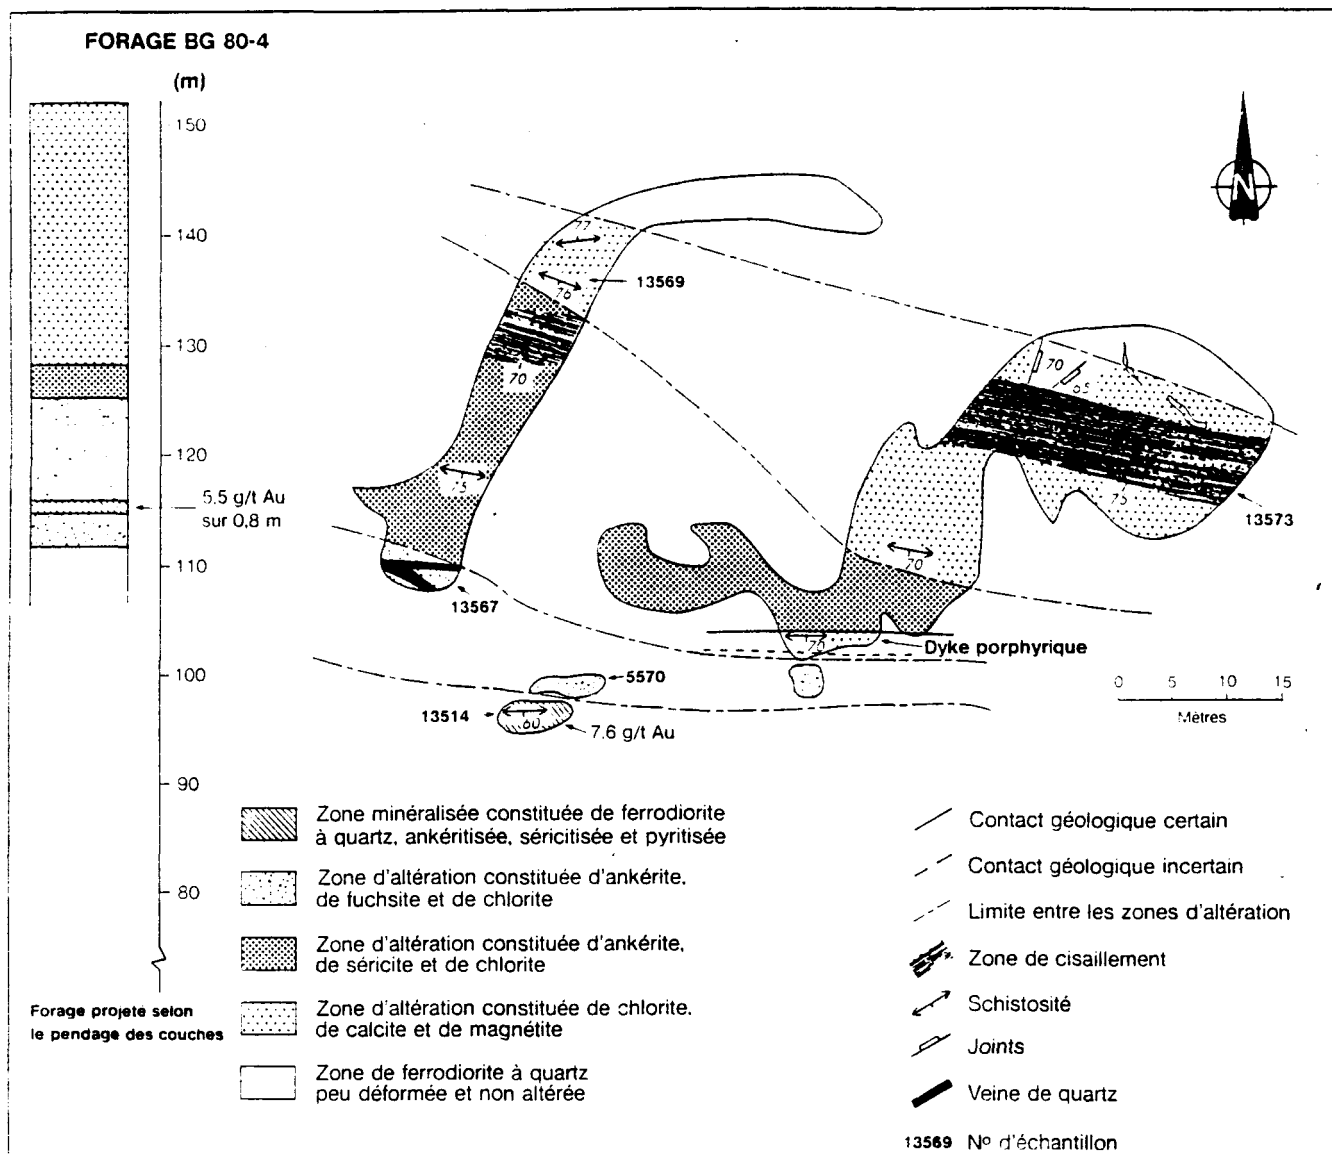 FORAGE BG 80-4
(m)
150
140
130
120
110
100
90
80
5.5 g/t Au
sur 0,8 m
Forage projeté selon
le pendage des couches
N
77
13569
76
70
75
13567
70
65
75
13573
70
70
Dyke porphyrique
5570
13514
60
7.6 g/t Au
0 5 10 15
Mètres
Zone minéralisée constituée de ferrodiorite
à quartz, ankéritisée, séricitisée et pyritisée
Zone d'altération constituée d'ankérite,
de fuchsite et de chlorite
Zone d'altération constituée d'ankérite,
de séricite et de chlorite
Zone d'altération constituée de chlorite,
de calcite et de magnétite
Zone de ferrodiorite à quartz
peu déformée et non altérée
Contact géologique certain
Contact géologique incertain
Limite entre les zones d'altération
Zone de cisaillement
Schistosité
Joints
Veine de quartz
13569 Nº d'échantillon